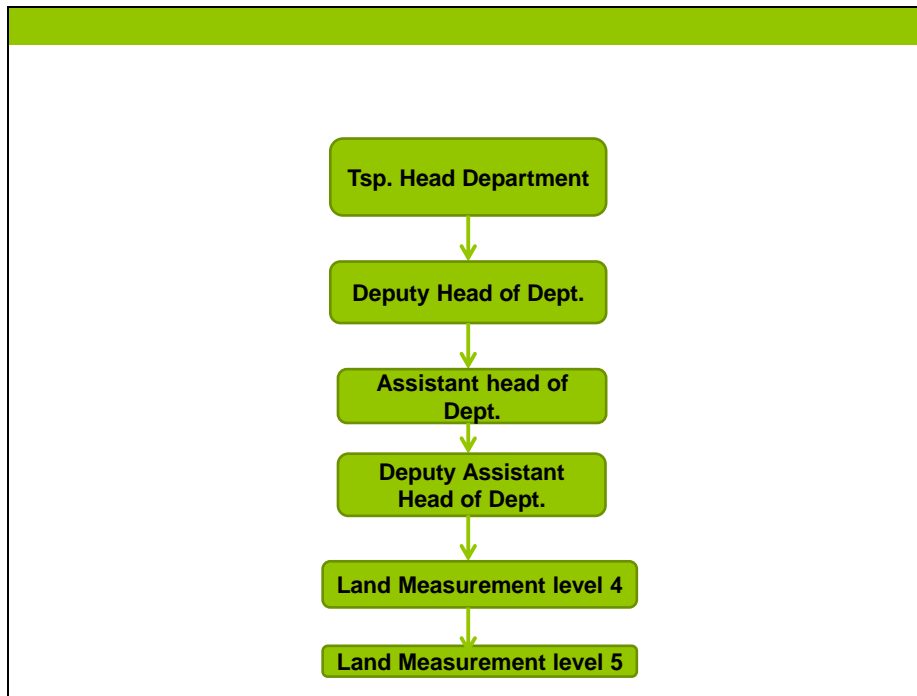 Tsp. Head Department
Deputy Head of Dept.
Assistant head of
Dept.
Deputy Assistant
Head of Dept.
Land Measurement level 4
Land Measurement level 5